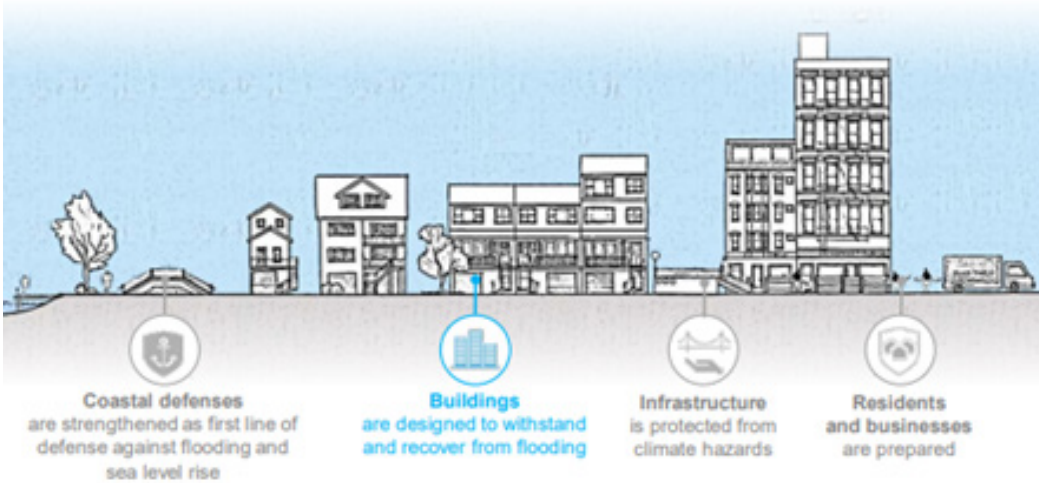 Coastal defenses
are strengthened as first line of
defense against flooding and
sea level rise
Buildings
are designed to withstand
and recover from flooding
Infrastructure
is protected from
climate hazards
Residents
and businesses
are prepared